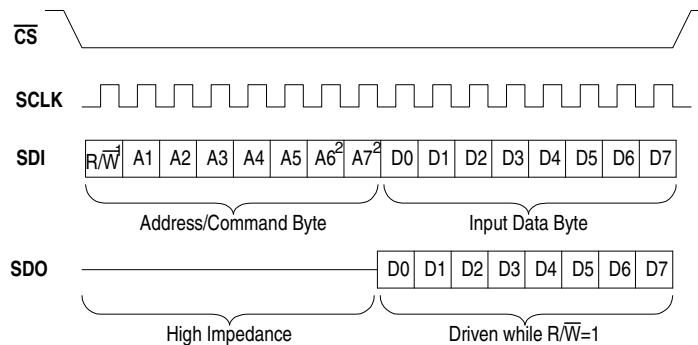 CS
SCLK
SDI R/W1 A1 A2 A3 A4 A5 A62 A72 D0 D1 D2 D3 D4 D5 D6 D7
Address/Command Byte Input Data Byte
SDO D0 D1 D2 D3 D4 D5 D6 D7
High Impedance Driven while R/W=1